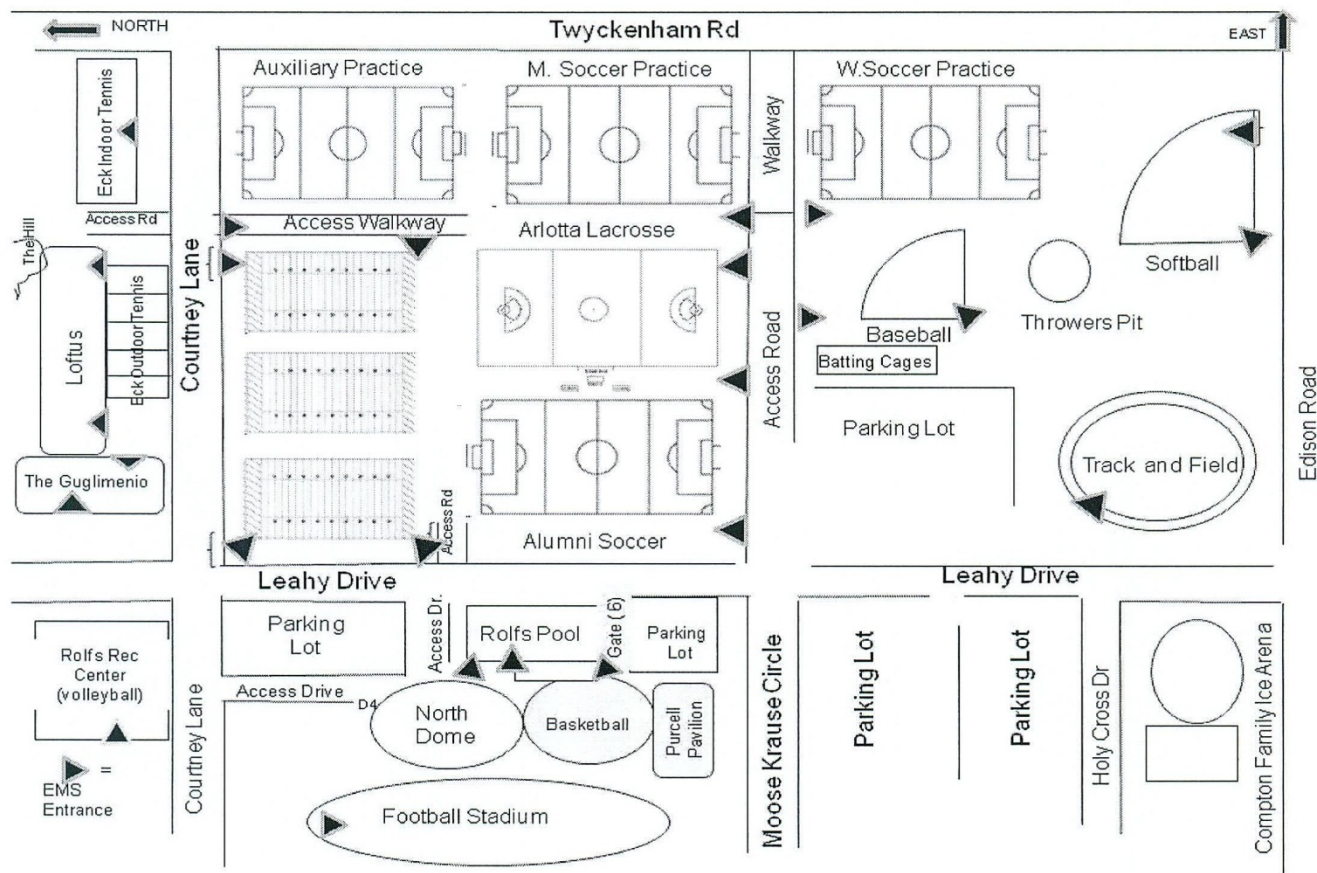 NORTH
Twyckenham Rd
EAST
Auxiliary Practice
M. Soccer Practice
W.Soccer Practice
Eck Indoor Tennis
Walkway
Access Rd
Access Walkway
Arlotta Lacrosse
The Hill
Softball
Loftus
Eck Outdoor Tennis
Courtney Lane
Access Road
Baseball
Throwers Pit
Batting Cages
Parking Lot
Edison Road
Track and Field
The Guglimenio
Access Rd
Alumni Soccer
Leahy Drive
Leahy Drive
Rolfs Rec
Center
(volleyball)
Parking
Lot
Access Dr.
Rolfs Pool
Gate (6)
Parking
Lot
Moose Krause Circle
Parking Lot
Parking Lot
Holy Cross Dr
Compton Family Ice Arena
Access Drive
D4
North
Dome
Basketball
Purcell
Pavilion
Courtney Lane
=
EMS
Entrance
Football Stadium